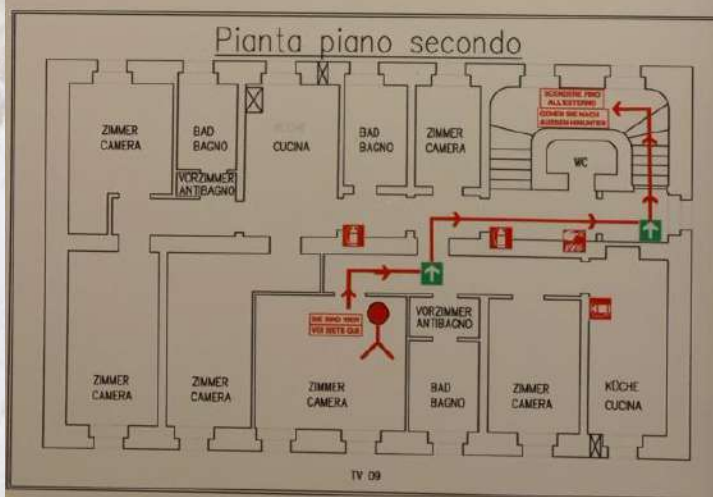 Pianta piano secondo
SCENDERE FINO
ALL'ESTERNO
GEHEN SIE NACH
AUSSEN HINUNTER
ZIMMER
CAMERA
BAD
BAGNO
VORZIMMER
ANTIBAGNO
KÜCHE
CUCINA
BAD
BAGNO
ZIMMER
CAMERA
WC
SIE SIND HIER
VOI SIETE QUI
VORZIMMER
ANTIBAGNO
ZIMMER
CAMERA
ZIMMER
CAMERA
ZIMMER
CAMERA
BAD
BAGNO
ZIMMER
CAMERA
KÜCHE
CUCINA
TV 09